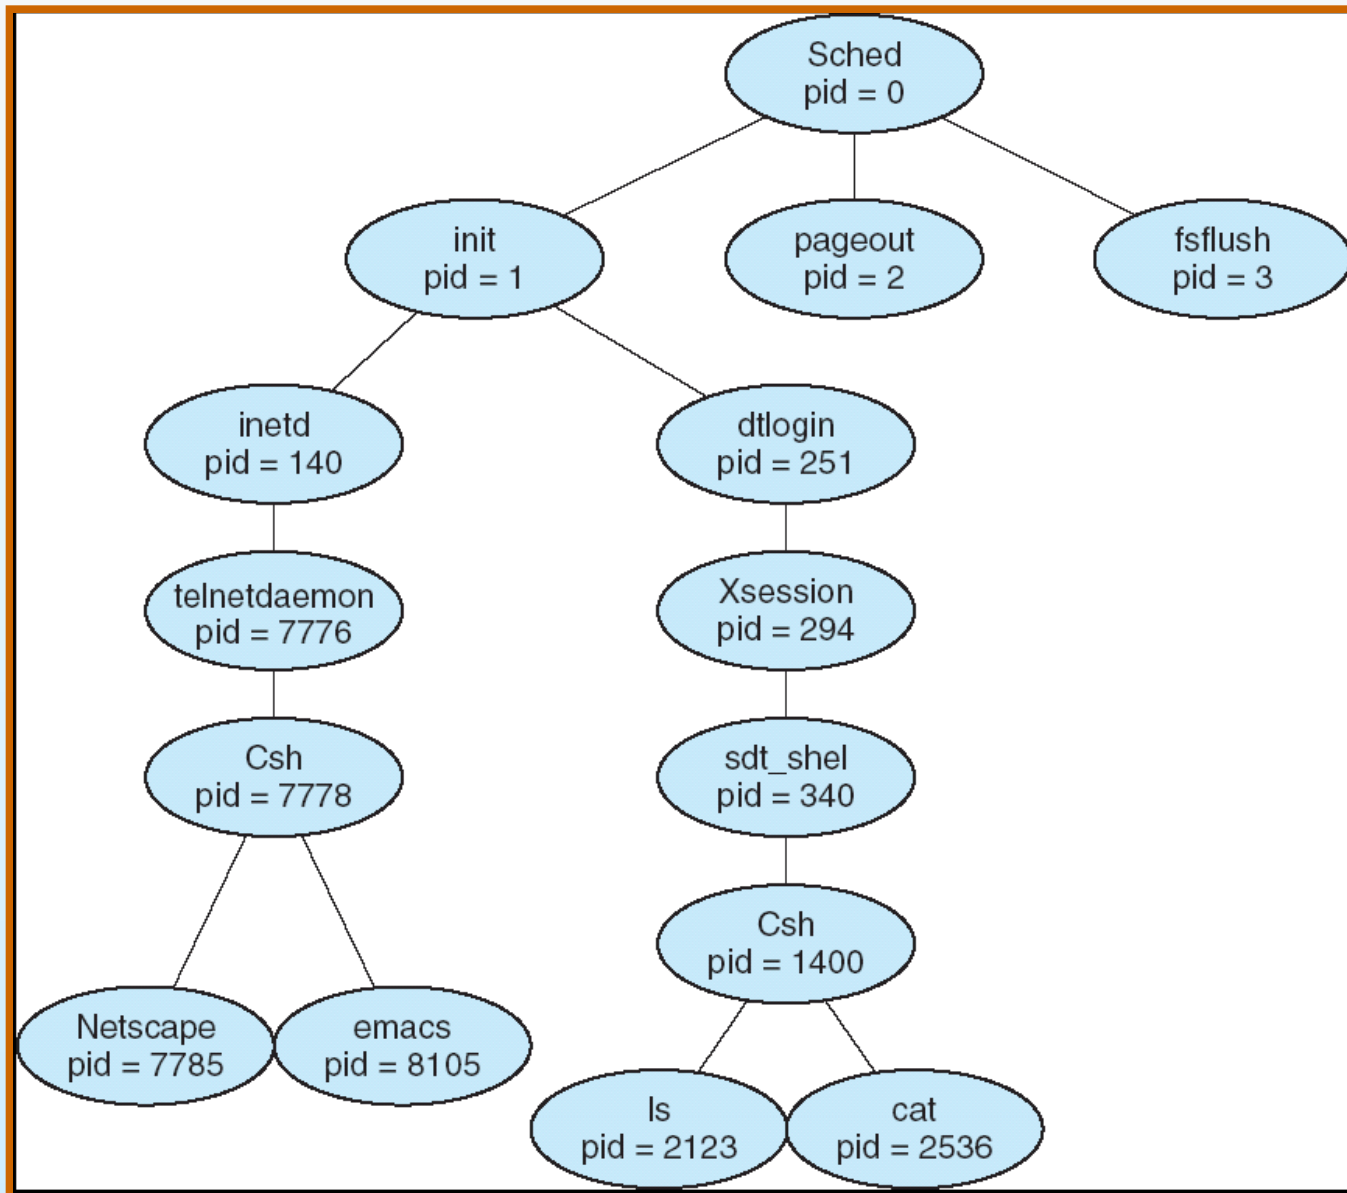 Sched
pid = 0
init
pid = 1
pageout
pid = 2
fsflush
pid = 3
inetd
pid = 140
dtlogin
pid = 251
telnetdaemon
pid = 7776
Xsession
pid = 294
Csh
pid = 7778
sdt_shel
pid = 340
Csh
pid = 1400
Netscape
pid = 7785
emacs
pid = 8105
ls
pid = 2123
cat
pid = 2536